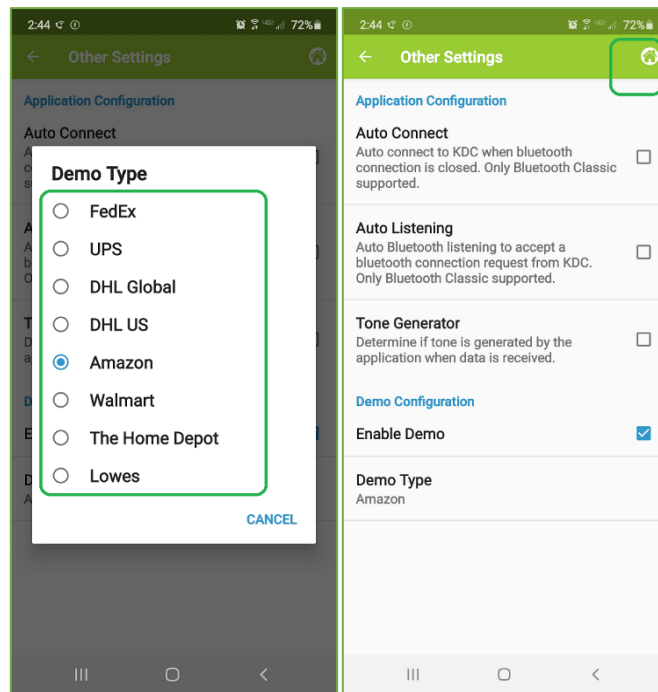 2:44
72%
Other Settings
Application Configuration
Auto Connect
Demo Type
FedEx
UPS
DHL Global
DHL US
Amazon
Walmart
The Home Depot
Lowes
CANCEL
2:44
72%
Other Settings
Application Configuration
Auto Connect
Auto connect to KDC when bluetooth
connection is closed. Only Bluetooth Classic
supported.
Auto Listening
Auto Bluetooth listening to accept a
bluetooth connection request from KDC.
Only Bluetooth Classic supported.
Tone Generator
Determine if tone is generated by the
application when data is received.
Demo Configuration
Enable Demo
Demo Type
Amazon